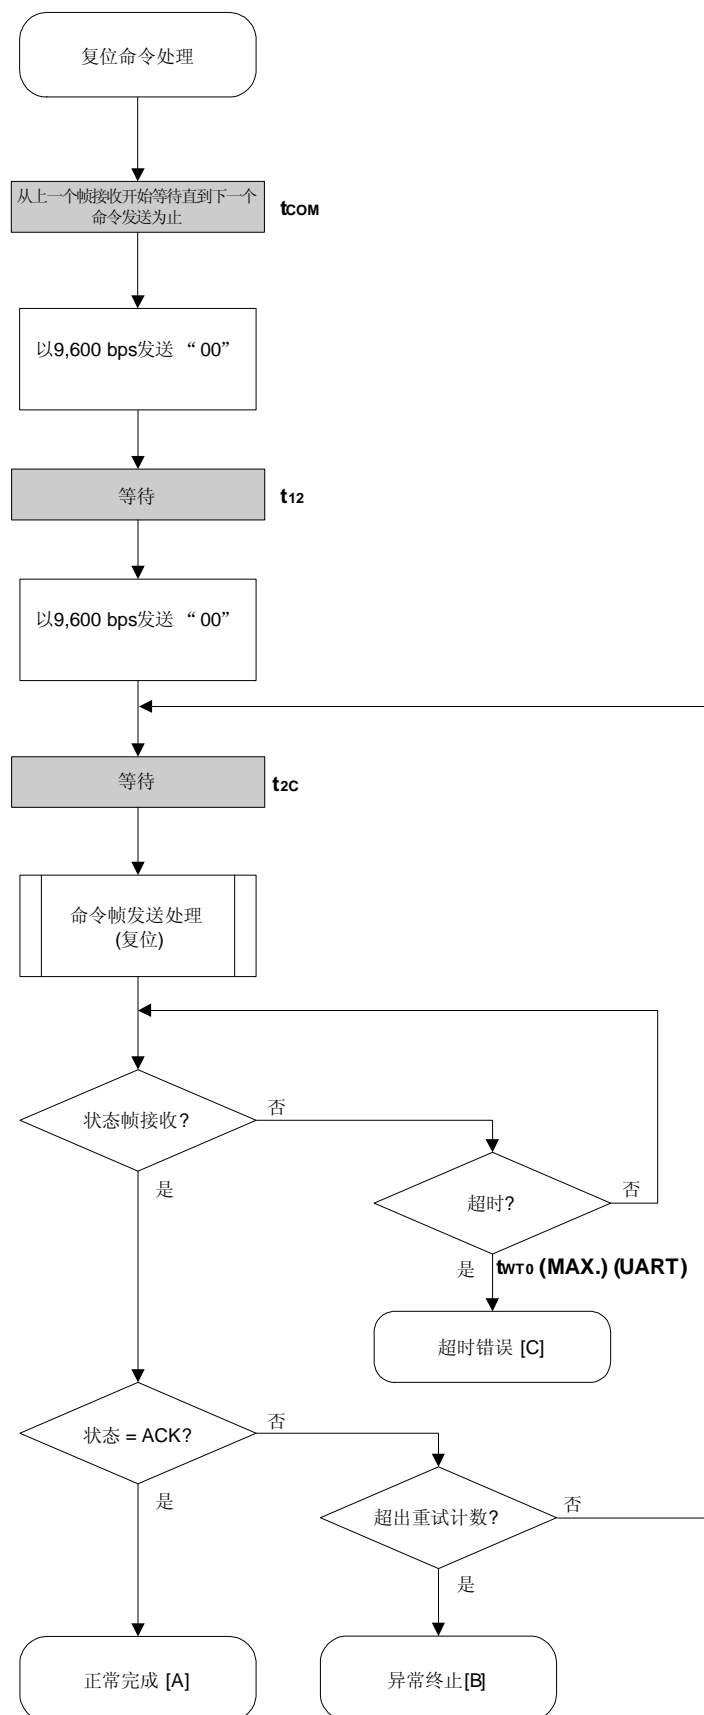 复位命令处理
从上一个帧接收开始等待直到下一个
命令发送为止
tCOM
以9,600 bps发送 “00”
等待
t12
以9,600 bps发送 “00”
等待
t2C
命令帧发送处理
(复位)
状态帧接收?
否
是
超时?
否
是
tWT0 (MAX.) (UART)
超时错误 [C]
状态 = ACK?
否
是
超出重试计数?
否
是
正常完成 [A]
异常终止[B]